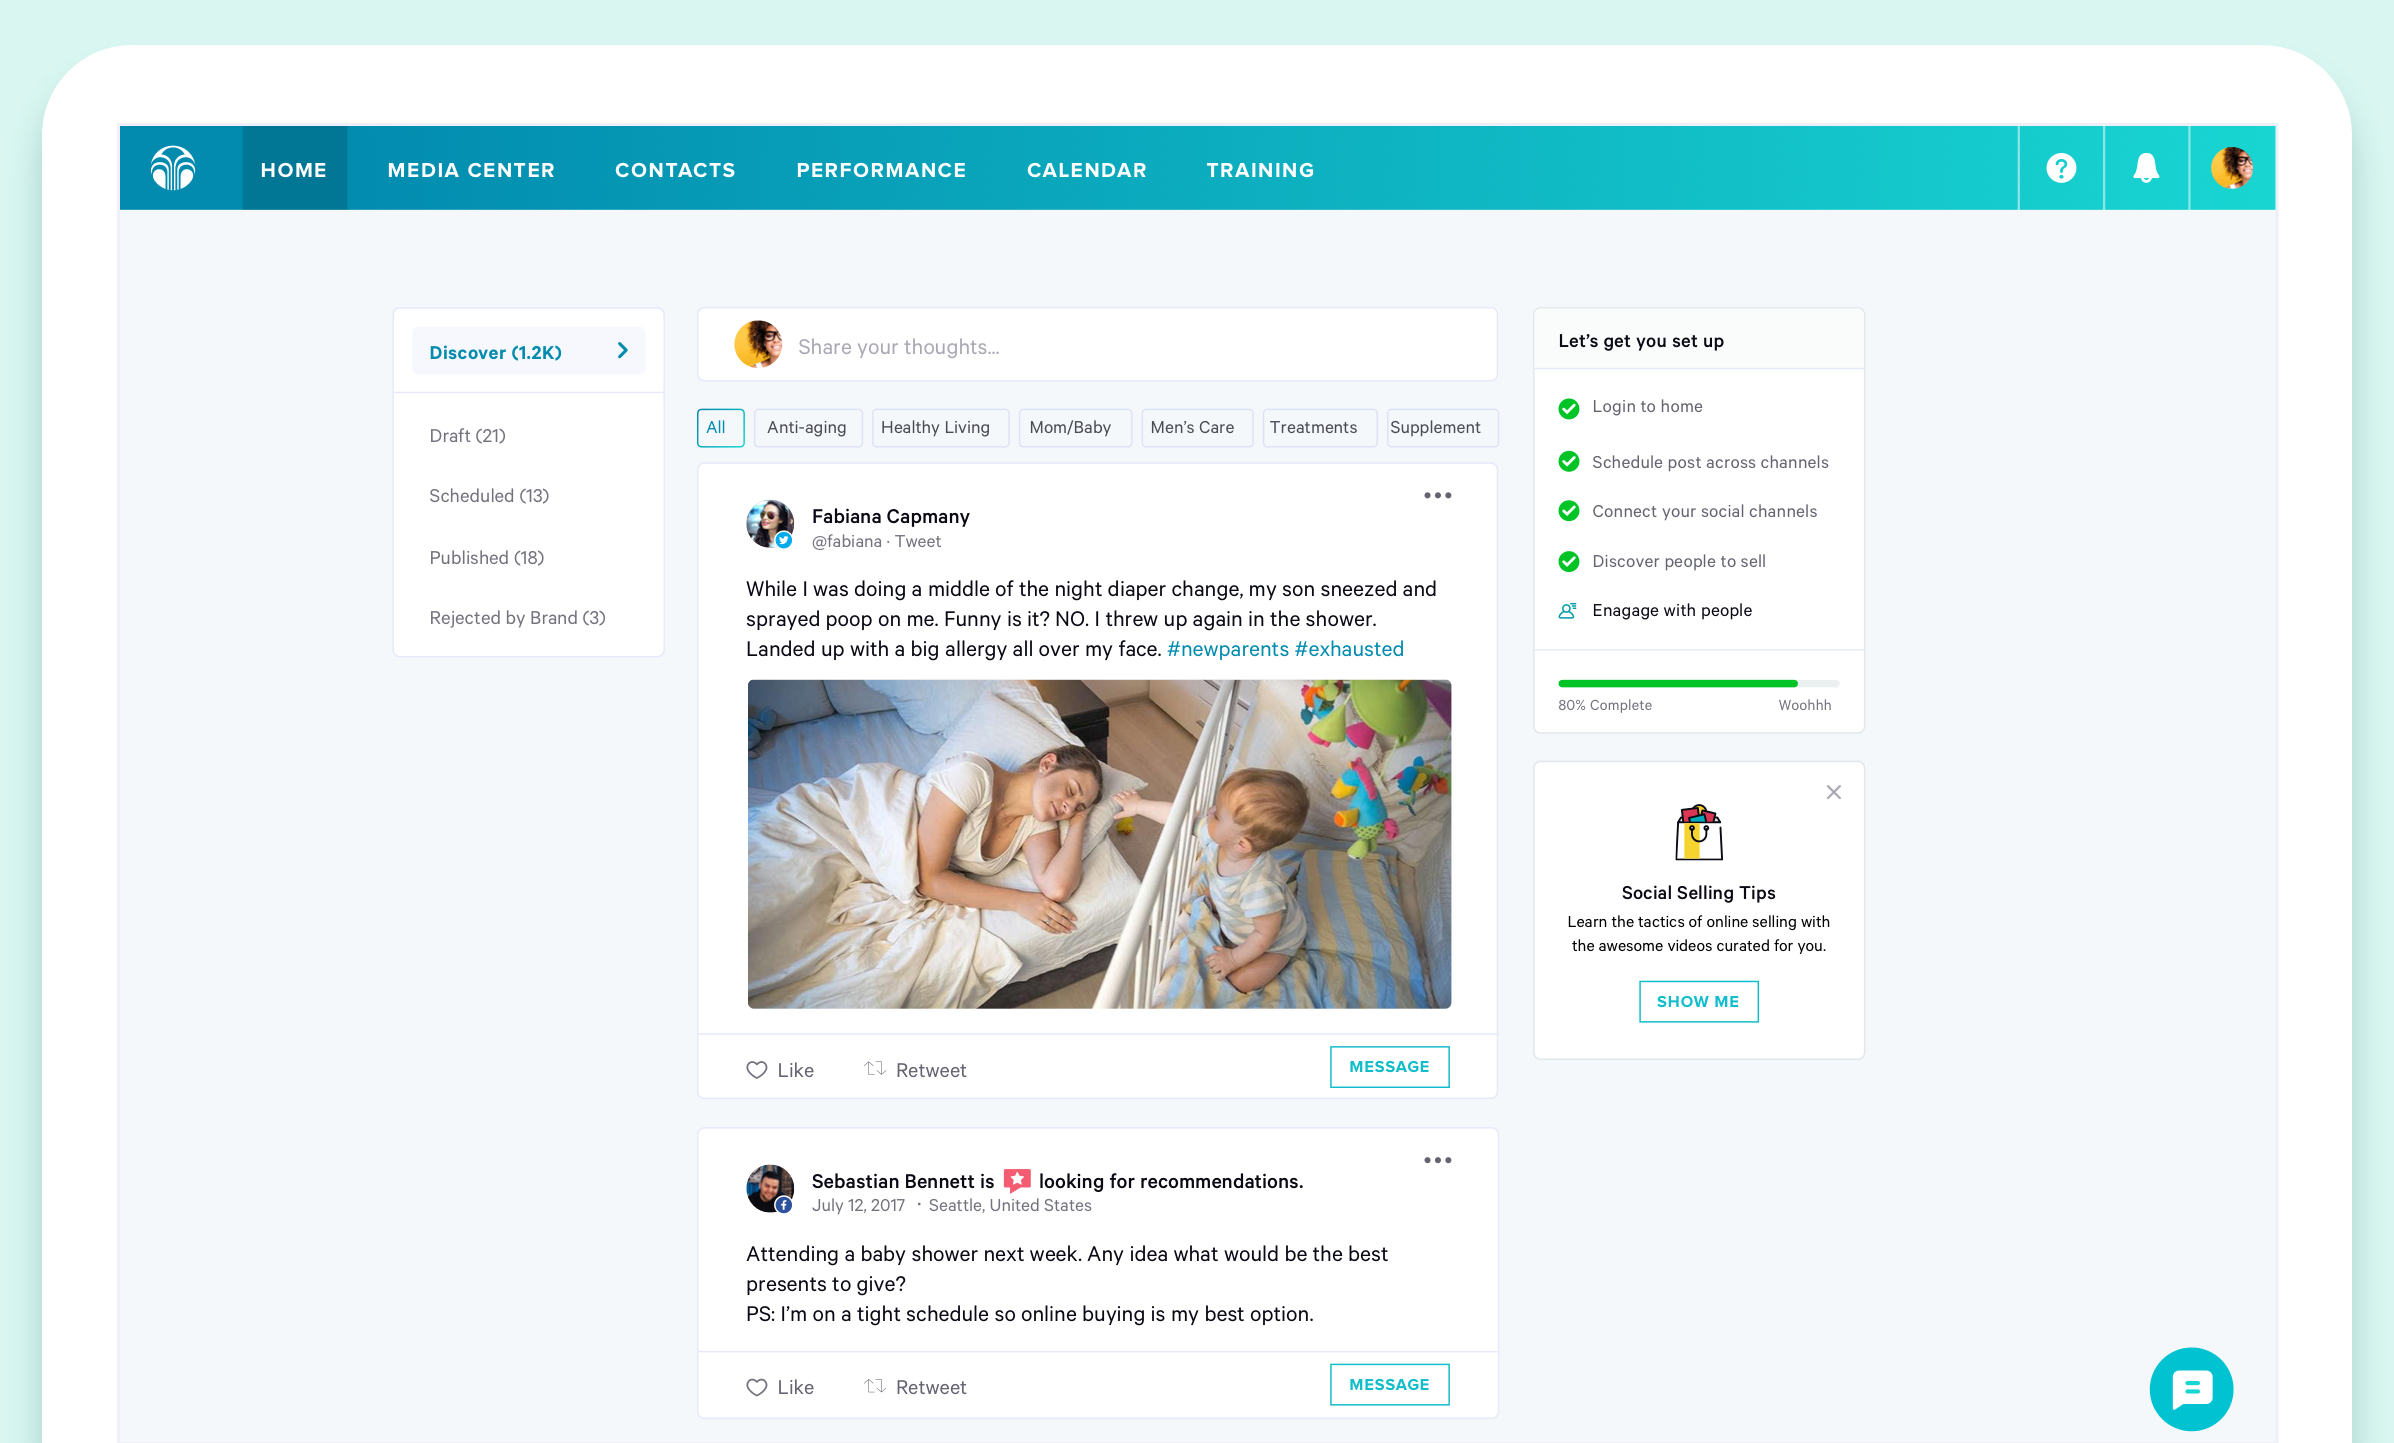 HOME
MEDIA CENTER
CONTACTS
PERFORMANCE
CALENDAR
TRAINING
?
Discover (1.2K)
Draft (21)
Scheduled (13)
Published (18)
Rejected by Brand (3)
Share your thoughts...
All
Anti-aging
Healthy Living
Mom/Baby
Men's Care
Treatments
Supplement
Fabiana Capmany
@fabiana · Tweet
While I was doing a middle of the night diaper change, my son sneezed and
sprayed poop on me. Funny is it? NO. I threw up again in the shower.
Landed up with a big allergy all over my face. #newparents #exhausted
Like
Retweet
MESSAGE
Sebastian Bennett is looking for recommendations.
July 12, 2017 · Seattle, United States
Attending a baby shower next week. Any idea what would be the best
presents to give?
PS: I'm on a tight schedule so online buying is my best option.
Like
Retweet
MESSAGE
Let's get you set up
Login to home
Schedule post across channels
Connect your social channels
Discover people to sell
Enagage with people
80% Complete
Woohhh
Social Selling Tips
Learn the tactics of online selling with
the awesome videos curated for you.
SHOW ME